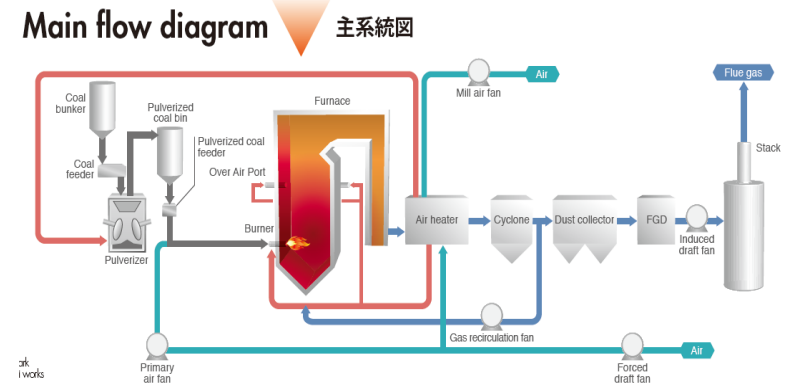 Main flow diagram
主系統図
Air
Flue gas
Mill air fan
Coal
bunker
Pulverized
coal bin
Furnace
Pulverized coal
feeder
Stack
Coal
feeder
Over Air Port
Air heater
Cyclone
Dust collector
FGD
Burner
Pulverizer
Induced
draft fan
Gas recirculation fan
Air
Primary
air fan
Forced
draft fan
ark
i works